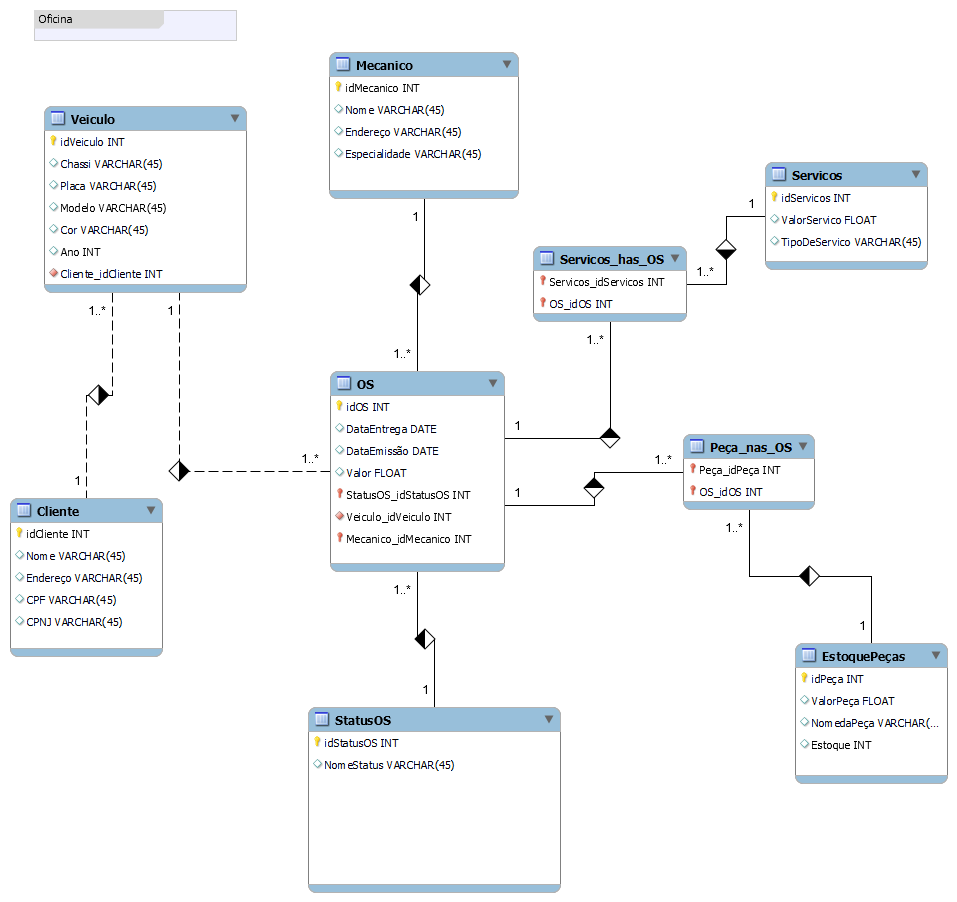 Oficina
Mecanico
idMecanico INT
Nome VARCHAR(45)
Endereço VARCHAR(45)
Especialidade VARCHAR(45)
Veiculo
idVeiculo INT
Chassi VARCHAR(45)
Placa VARCHAR(45)
Modelo VARCHAR(45)
Cor VARCHAR(45)
Ano INT
Cliente_idCliente INT
Servicos
idServicos INT
ValorServico FLOAT
TipoDeServico VARCHAR(45)
1
1..*
1
Servicos_has_OS
Servicos_idServicos INT
OS_idOS INT
1..*
1..*
1
1..*
OS
idOS INT
DataEntrega DATE
DataEmissão DATE
Valor FLOAT
StatusOS_idStatusOS INT
Veiculo_idVeiculo INT
Mecanico_idMecanico INT
1
1..*
1
1..*
1
Peça_nas_OS
Peça_idPeça INT
OS_idOS INT
1..*
1
Cliente
idCliente INT
Nome VARCHAR(45)
Endereço VARCHAR(45)
CPF VARCHAR(45)
CPNJ VARCHAR(45)
1..*
1
StatusOS
idStatusOS INT
NomeStatus VARCHAR(45)
EstoquePeças
idPeça INT
ValorPeça FLOAT
NomedaPeça VARCHAR(...
Estoque INT